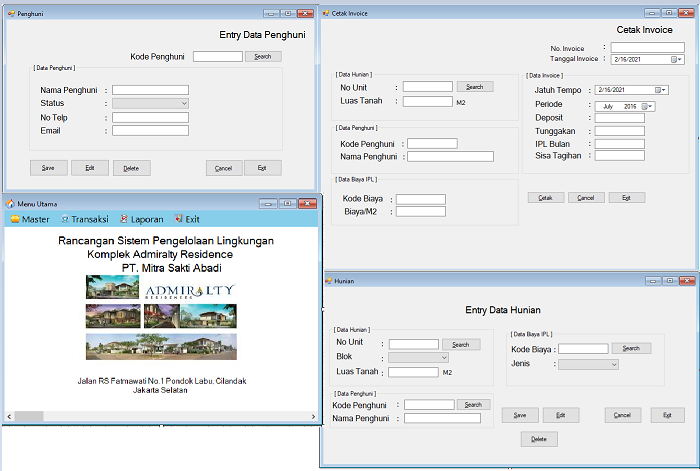 Penghuni
Entry Data Penghuni
Kode Penghuni : Search
[ Data Penghuni ]
Nama Penghuni :
Status :
No Telp :
Email :
Save Edit Delete Cancel Exit
Cetak Invoice
Cetak Invoice
No. Invoice :
Tanggal Invoice : 2/16/2021
[ Data Hunian ]
No Unit : Search
Luas Tanah : M2
[ Data Penghuni ]
Kode Penghuni :
Nama Penghuni :
[ Data Biaya IPL ]
Kode Biaya :
Biaya/M2 :
[ Data Invoice ]
Jatuh Tempo : 2/16/2021
Periode : July 2016
Deposit :
Tunggakan :
IPL Bulan :
Sisa Tagihan :
Cetak Cancel Exit
Menu Utama
Master Transaksi Laporan Exit
Rancangan Sistem Pengelolaan Lingkungan
Komplek Admiralty Residence
PT. Mitra Sakti Abadi
ADMIRALTY
RESIDENCES
Jalan RS Fatmawati No.1 Pondok Labu, Cilandak
Jakarta Selatan
Hunian
Entry Data Hunian
[ Data Hunian ]
No Unit : Search
Blok :
Luas Tanah : M2
[ Data Penghuni ]
Kode Penghuni : Search
Nama Penghuni :
[ Data Biaya IPL ]
Kode Biaya : Search
Jenis :
Save Edit Cancel Exit
Delete